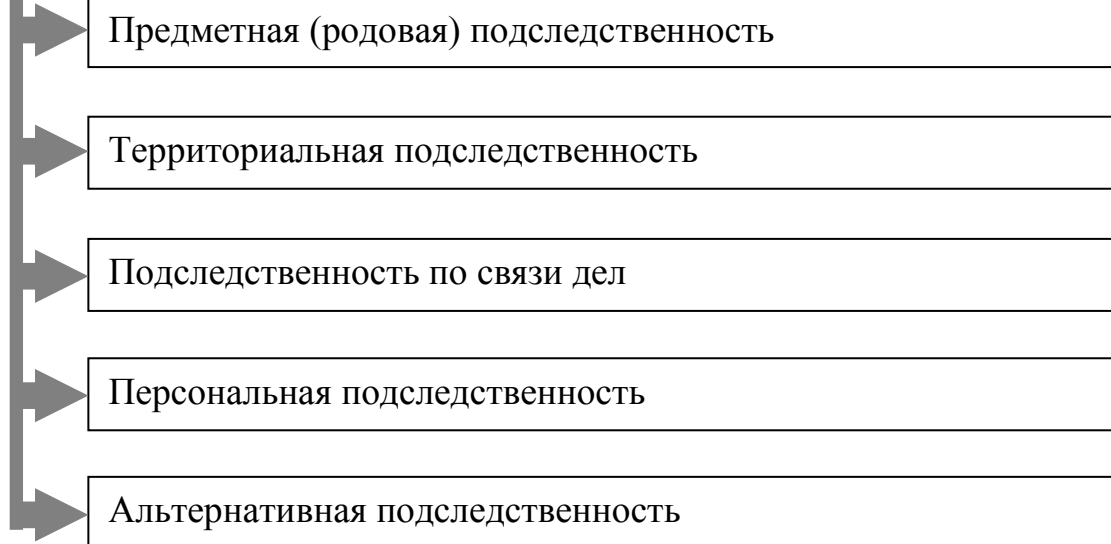 Предметная (родовая) подследственность
Территориальная подследственность
Подследственность по связи дел
Персональная подследственность
Альтернативная подследственность